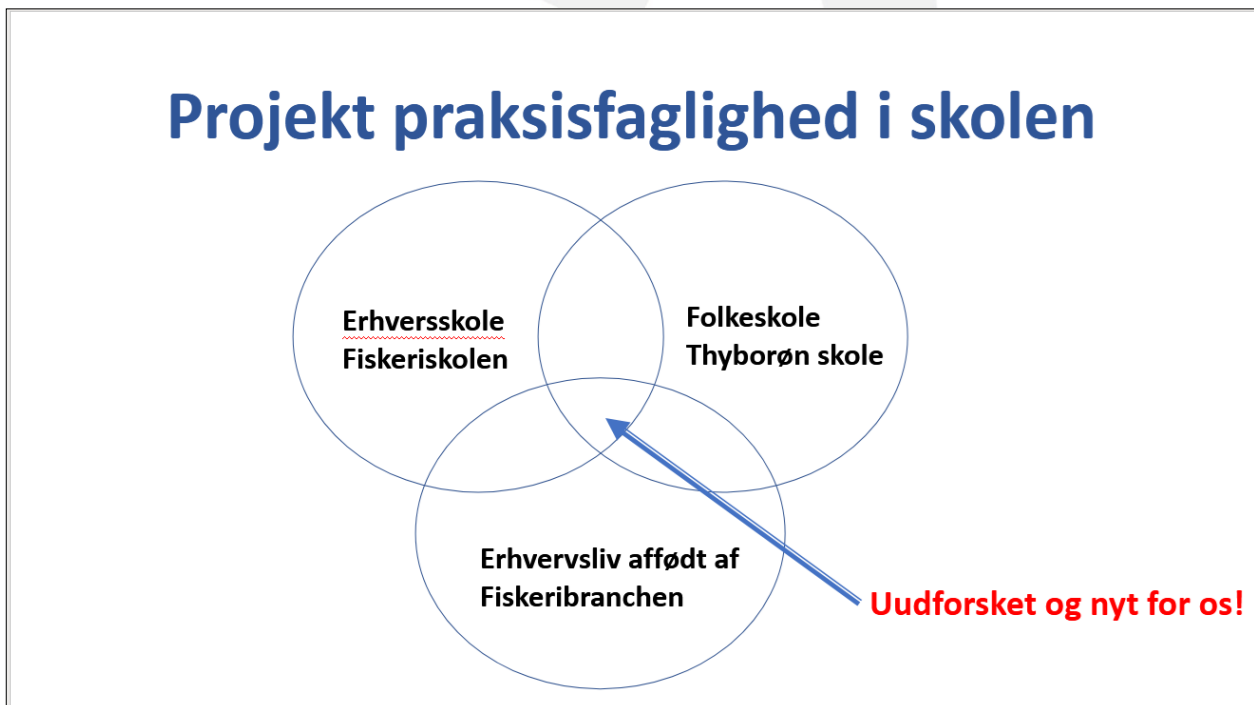 Projekt praksisfaglighed i skolen
Erhversskole
Fiskeriskolen
Folkeskole
Thyborøn skole
Erhvervsliv affødt af
Fiskeribranchen
Uudforsket og nyt for os!